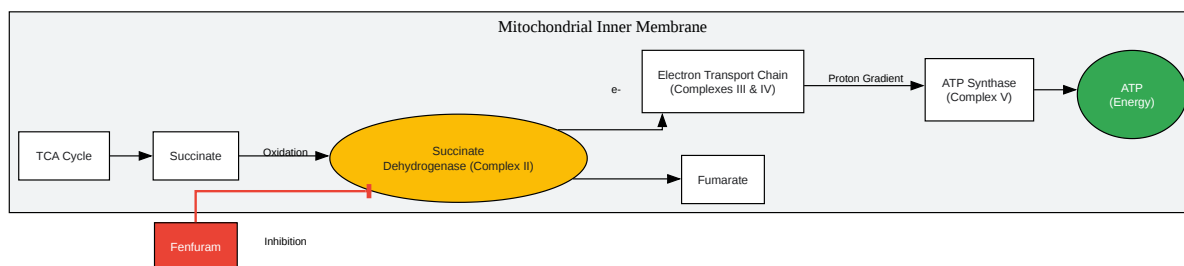 Mitochondrial Inner Membrane
TCA Cycle
Succinate
Oxidation
Succinate
Dehydrogenase (Complex II)
e-
Electron Transport Chain
(Complexes III & IV)
Proton Gradient
ATP Synthase
(Complex V)
ATP
(Energy)
Fumarate
Fenfuram
Inhibition